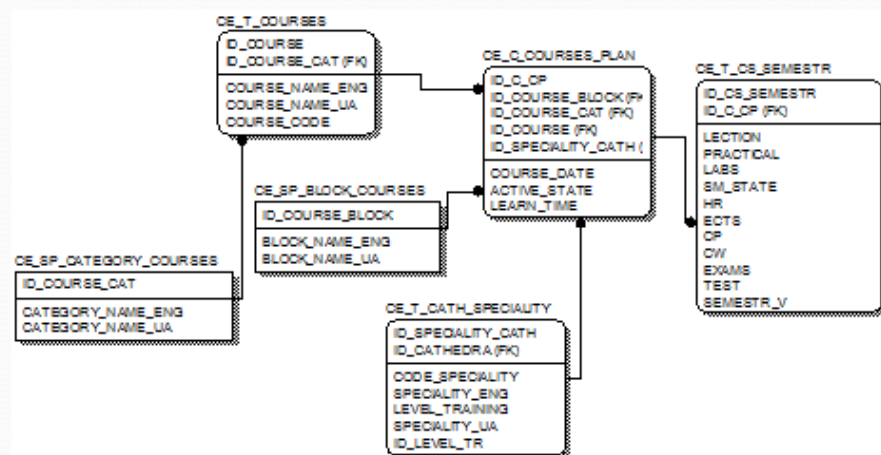 CE_T_COURSES
ID_COURSE
ID_COURSE_CAT (FK)
COURSE_NAME_ENG
COURSE_NAME_UA
COURSE_CODE
CE_C_COURSES_PLAN
ID_C_CP
ID_COURSE_BLOCK (FK
ID_COURSE_CAT (FK)
ID_COURSE (FK)
ID_SPECIALITY_CATH (
COURSE_DATE
ACTIVE_STATE
LEARN_TIME
CE_T_CS_SEMESTR
ID_CS_SEMESTR
ID_C_CP (FK)
LECTION
PRACTICAL
LABS
SM_STATE
HR
ECTS
CP
CW
EXAMS
TEST
SEMESTR_V
CE_SP_BLOCK_COURSES
ID_COURSE_BLOCK
BLOCK_NAME_ENG
BLOCK_NAME_UA
CE_SP_CATEGORY_COURSES
ID_COURSE_CAT
CATEGORY_NAME_ENG
CATEGORY_NAME_UA
CE_T_CATH_SPECIALITY
ID_SPECIALITY_CATH
ID_CATHEDRA (FK)
CODE_SPECIALITY
SPECIALITY_ENG
LEVEL_TRAINING
SPECIALITY_UA
ID_LEVEL_TR